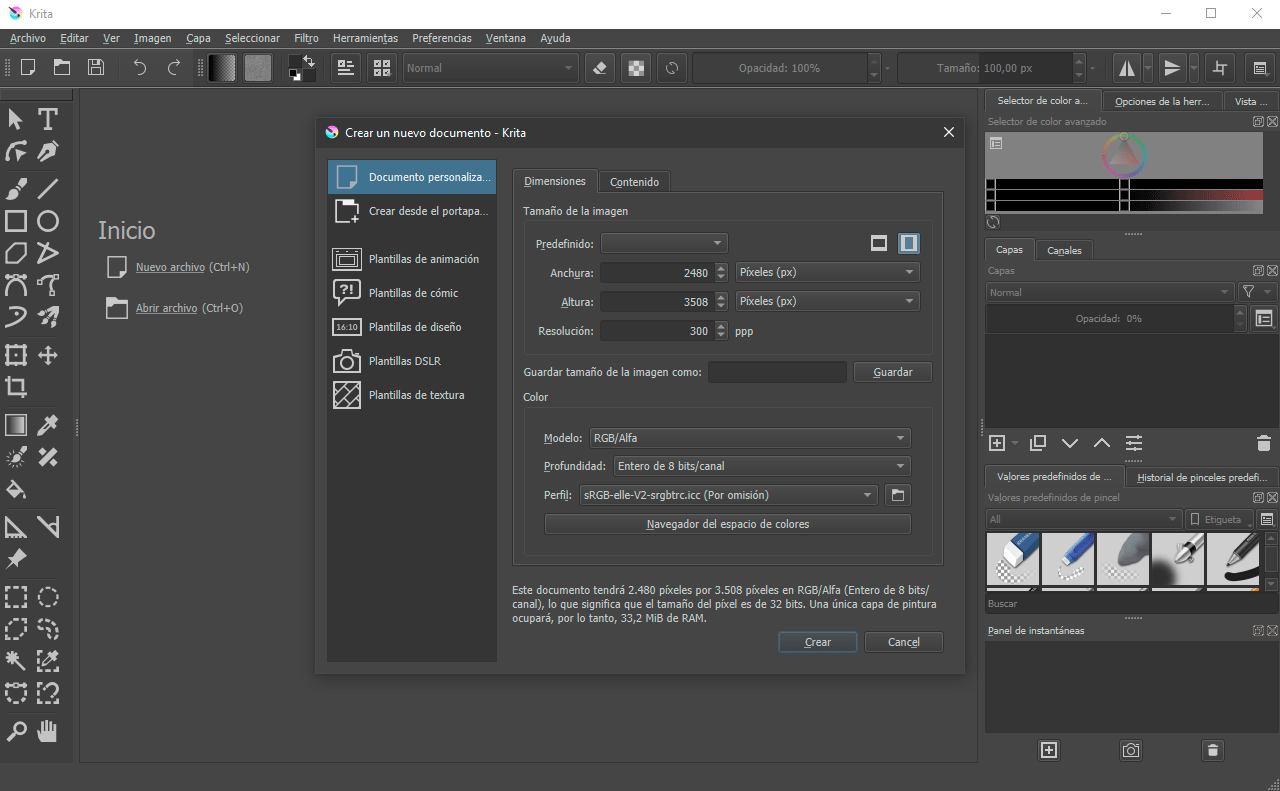 Krita
Archivo Editar Ver Imagen Capa Seleccionar Filtro Herramientas Preferencias Ventana Ayuda
Normal Opacidad: 100% Tamaño: 100,00 px
Inicio
Nuevo archivo (Ctrl+N)
Abrir archivo (Ctrl+O)
Crear un nuevo documento - Krita
Documento personaliza...
Crear desde el portapa...
Plantillas de animación
?!
Plantillas de cómic
16:10
Plantillas de diseño
Plantillas DSLR
Plantillas de textura
Dimensiones Contenido
Tamaño de la imagen
Predefinido:
Anchura: 2480 Píxeles (px)
Altura: 3508 Píxeles (px)
Resolución: 300 ppp
Guardar tamaño de la imagen como: Guardar
Color
Modelo: RGB/Alfa
Profundidad: Entero de 8 bits/canal
Perfil: sRGB-elle-V2-srgbtrc.icc (Por omisión)
Navegador del espacio de colores
Este documento tendrá 2.480 píxeles por 3.508 píxeles en RGB/Alfa (Entero de 8 bits/
canal), lo que significa que el tamaño del píxel es de 32 bits. Una única capa de pintura
ocupará, por lo tanto, 33,2 MiB de RAM.
Crear Cancel
Selector de color a... Opciones de la herr... Vista ...
Selector de color avanzado
Capas Canales
Capas
Normal
Opacidad: 0%
Valores predefinidos de ... Historial de pinceles predefi...
Valores predefinidos de pincel
All Etiqueta
Buscar
Panel de instantáneas